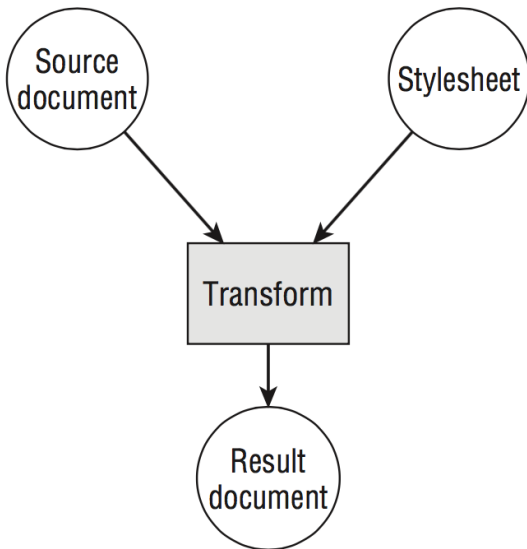 Source
document
Stylesheet
Transform
Result
document